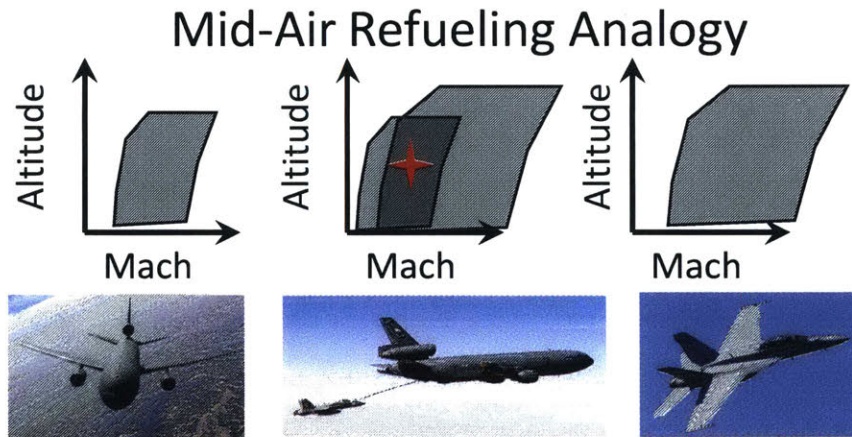 Mid-Air Refueling Analogy
Altitude
Altitude
Altitude
Mach
Mach
Mach